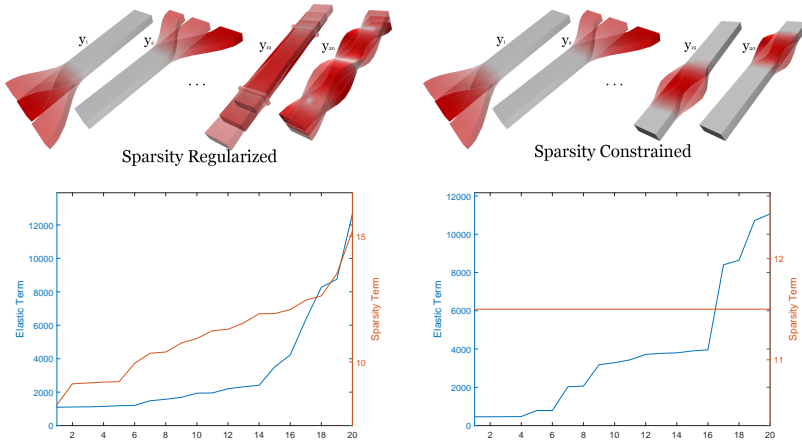 y₁
y₂
. . .
y₁₉
y₂₀
Sparsity Regularized
y₁
y₂
. . .
y₁₉
y₂₀
Sparsity Constrained
12000
10000
8000
6000
4000
2000
0
Elastic Term
15
10
Sparsity Term
2 4 6 8 10 12 14 16 18 20
12000
10000
8000
6000
4000
2000
0
Elastic Term
12
11
Sparsity Term
2 4 6 8 10 12 14 16 18 20